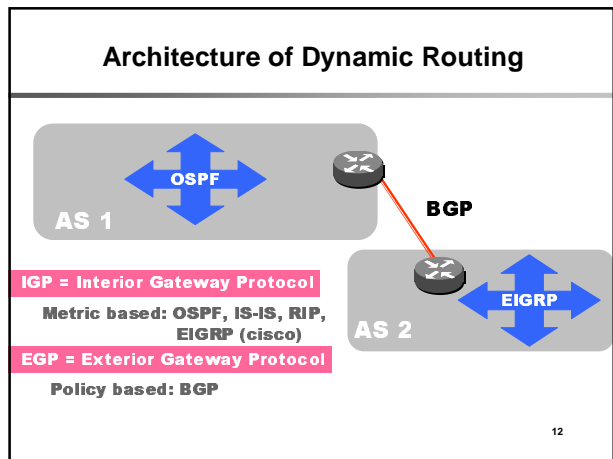 Architecture of Dynamic Routing
OSPF
AS 1
BGP
EIGRP
AS 2
IGP = Interior Gateway Protocol
Metric based: OSPF, IS-IS, RIP,
EIGRP (cisco)
EGP = Exterior Gateway Protocol
Policy based: BGP
12